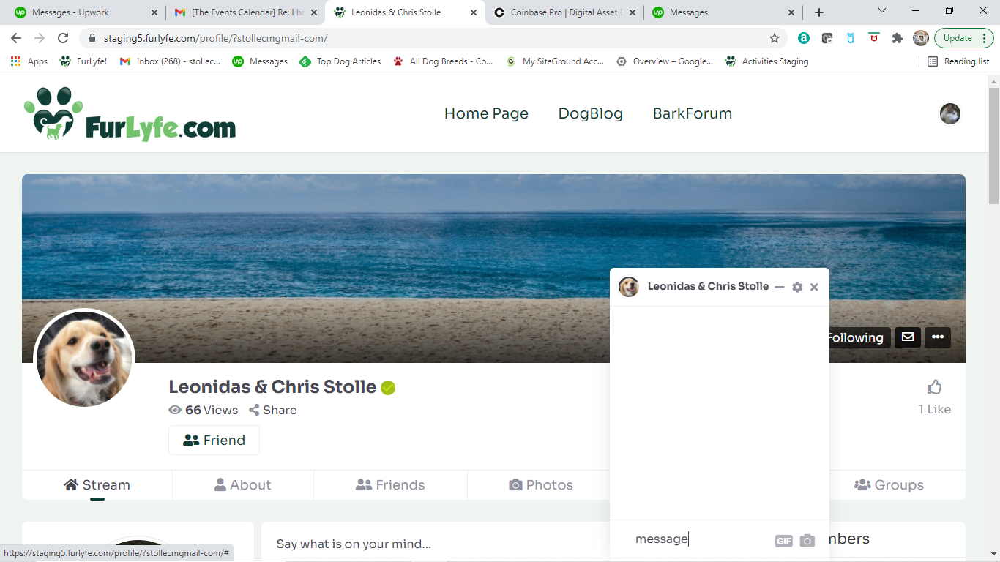 Messages - Upwork
[The Events Calendar] Re: I ha
Leonidas & Chris Stolle
Coinbase Pro | Digital Asset E
Messages
staging5.furlyfe.com/profile/?stollecmgmail-com/
Update
Apps
FurLyfe!
Inbox (268) - stollec...
Messages
Top Dog Articles
All Dog Breeds - Co...
My SiteGround Acc...
Overview – Google...
Activities Staging
Reading list
FurLyfe.com
Home Page
DogBlog
BarkForum
Leonidas & Chris Stolle
Following
Leonidas & Chris Stolle
66 Views
Share
1 Like
Friend
Stream
About
Friends
Photos
Groups
message
GIF
Say what is on your mind...
mbers
https://staging5.furlyfe.com/profile/?stollecmgmail-com/#